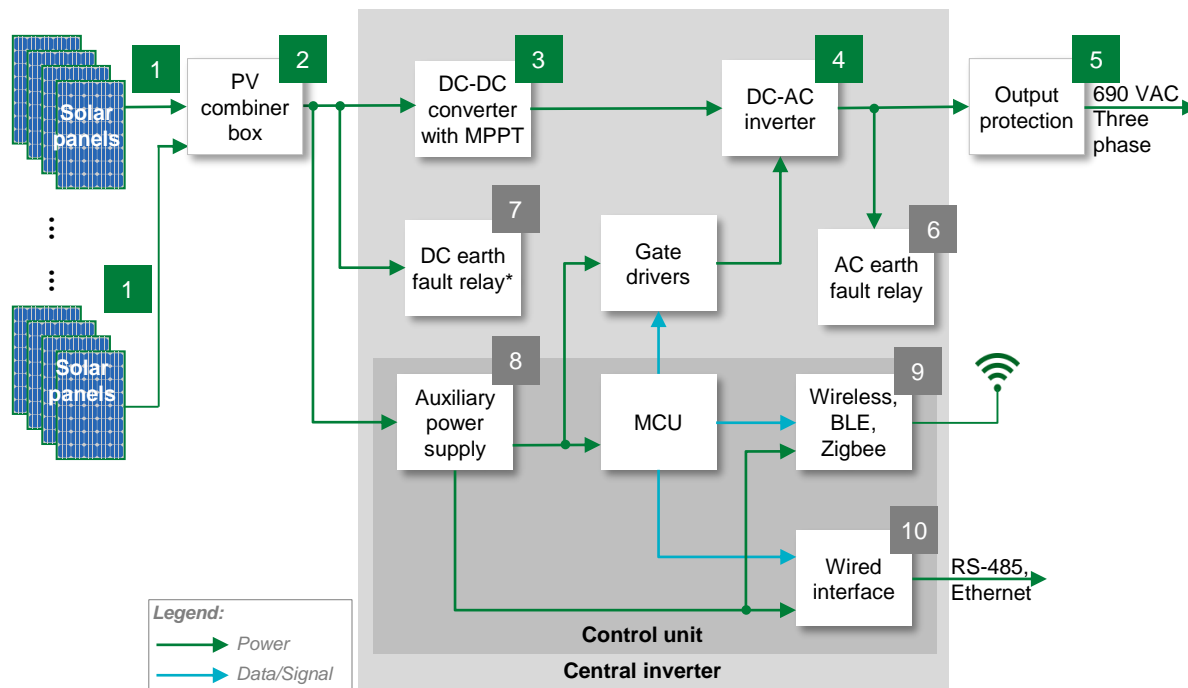 1
Solar
panels
2
PV
combiner
box
3
DC-DC
converter
with MPPT
4
DC-AC
inverter
5
Output
protection
690 VAC
Three
phase
7
DC earth
fault relay*
Gate
drivers
6
AC earth
fault relay
1
Solar
panels
8
Auxiliary
power
supply
MCU
9
Wireless,
BLE,
Zigbee
10
Wired
interface
RS-485,
Ethernet
Legend:
Power
Data/Signal
Control unit
Central inverter